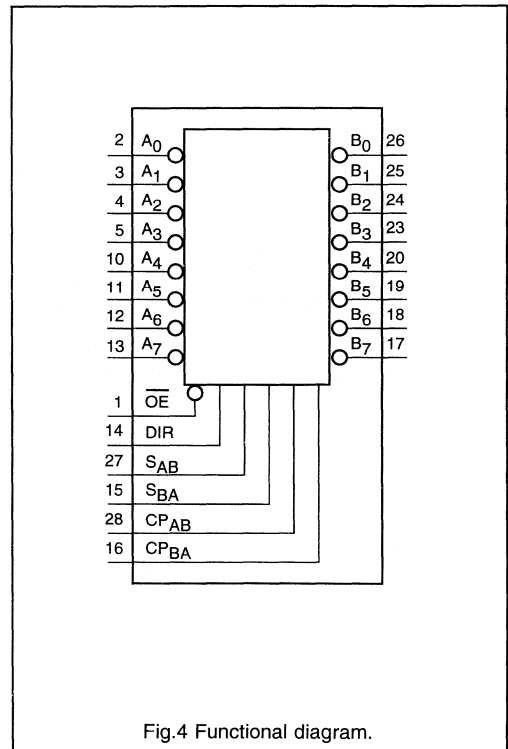 2 A0 B0 26
3 A1 B1 25
4 A2 B2 24
5 A3 B3 23
10 A4 B4 20
11 A5 B5 19
12 A6 B6 18
13 A7 B7 17
1 O̅E̅
14 DIR
27 SAB
15 SBA
28 CPAB
16 CPBA
Fig.4 Functional diagram.